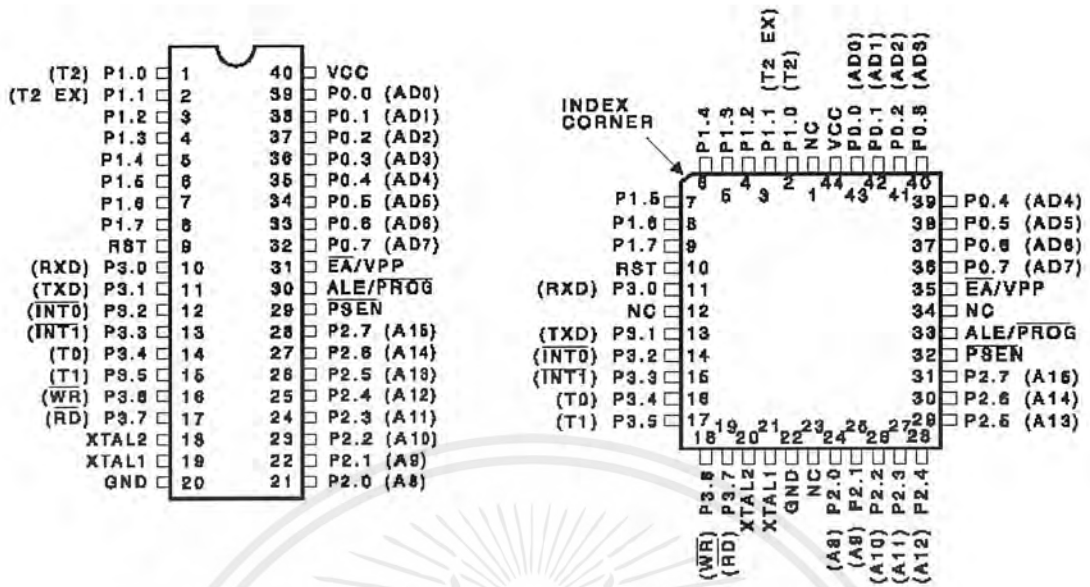 (T2) P1.0 1 40 VCC
(T2 EX) P1.1 2 39 P0.0 (AD0)
P1.2 3 38 P0.1 (AD1)
P1.3 4 37 P0.2 (AD2)
P1.4 5 36 P0.3 (AD3)
P1.5 6 35 P0.4 (AD4)
P1.6 7 34 P0.5 (AD5)
P1.7 8 33 P0.6 (AD6)
RST 9 32 P0.7 (AD7)
(RXD) P3.0 10 31 EA/VPP
(TXD) P3.1 11 30 ALE/PROG
(INT0) P3.2 12 29 PSEN
(INT1) P3.3 13 28 P2.7 (A15)
(T0) P3.4 14 27 P2.6 (A14)
(T1) P3.5 15 26 P2.5 (A13)
(WR) P3.6 16 25 P2.4 (A12)
(RD) P3.7 17 24 P2.3 (A11)
XTAL2 18 23 P2.2 (A10)
XTAL1 19 22 P2.1 (A9)
GND 20 21 P2.0 (A8)
INDEX
CORNER
P1.4
P1.3
P1.2
P1.1 (T2 EX)
P1.0 (T2)
NC
VCC
P0.0 (AD0)
P0.1 (AD1)
P0.2 (AD2)
P0.3 (AD3)
6 5 4 3 2 1 44 43 42 41 40
P1.5 7 39 P0.4 (AD4)
P1.6 8 38 P0.5 (AD5)
P1.7 9 37 P0.6 (AD6)
RST 10 36 P0.7 (AD7)
(RXD) P3.0 11 35 EA/VPP
NC 12 34 NC
(TXD) P3.1 13 33 ALE/PROG
(INT0) P3.2 14 32 PSEN
(INT1) P3.3 15 31 P2.7 (A15)
(T0) P3.4 16 30 P2.6 (A14)
(T1) P3.5 17 29 P2.5 (A13)
18 19 20 21 22 23 24 25 26 27 28
(WR) P3.6
(RD) P3.7
XTAL2
XTAL1
GND
NC
(A8) P2.0
(A9) P2.1
(A10) P2.2
(A11) P2.3
(A12) P2.4